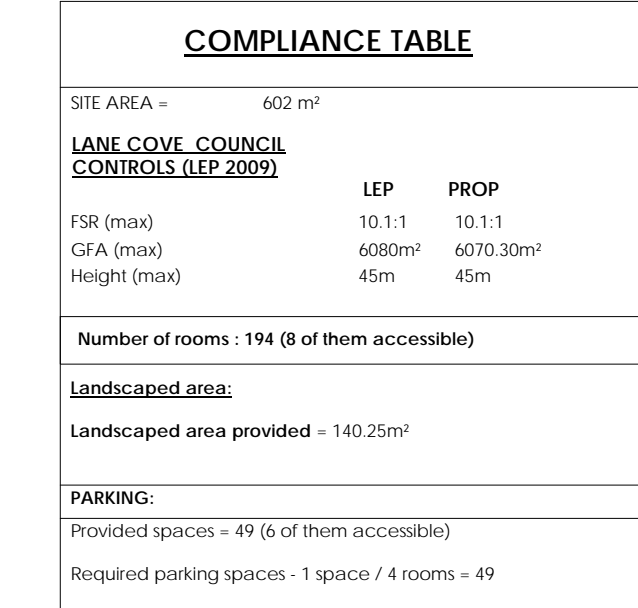 COMPLIANCE TABLE
SITE AREA = 602 m²
LANE COVE COUNCIL
CONTROLS (LEP 2009)
LEP PROP
FSR (max) 10.1:1 10.1:1
GFA (max) 6080m² 6070.30m²
Height (max) 45m 45m
Number of rooms : 194 (8 of them accessible)
Landscaped area:
Landscaped area provided = 140.25m²
PARKING:
Provided spaces = 49 (6 of them accessible)
Required parking spaces - 1 space / 4 rooms = 49